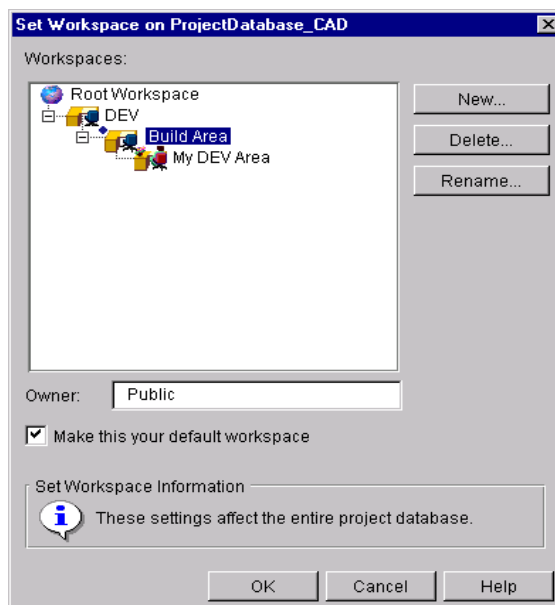 Set Workspace on ProjectDatabase_CAD
Workspaces:
Root Workspace
DEV
Build Area
My DEV Area
New...
Delete...
Rename...
Owner: Public
Make this your default workspace
Set Workspace Information
These settings affect the entire project database.
OK Cancel Help